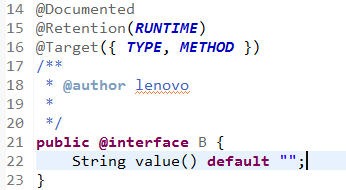 14 @Documented
15 @Retention(RUNTIME)
16 @Target({ TYPE, METHOD })
17 /**
18  * @author lenovo
19  *
20  */
21 public @interface B {
22     String value() default "";
23 }